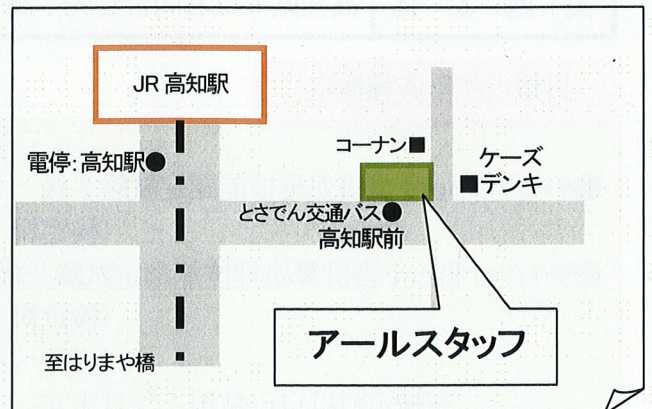 JR 高知駅
電停:高知駅●
コーナン■
ケーズ
■デンキ
とさでん交通バス●
高知駅前
アールスタッフ
至はりまや橋